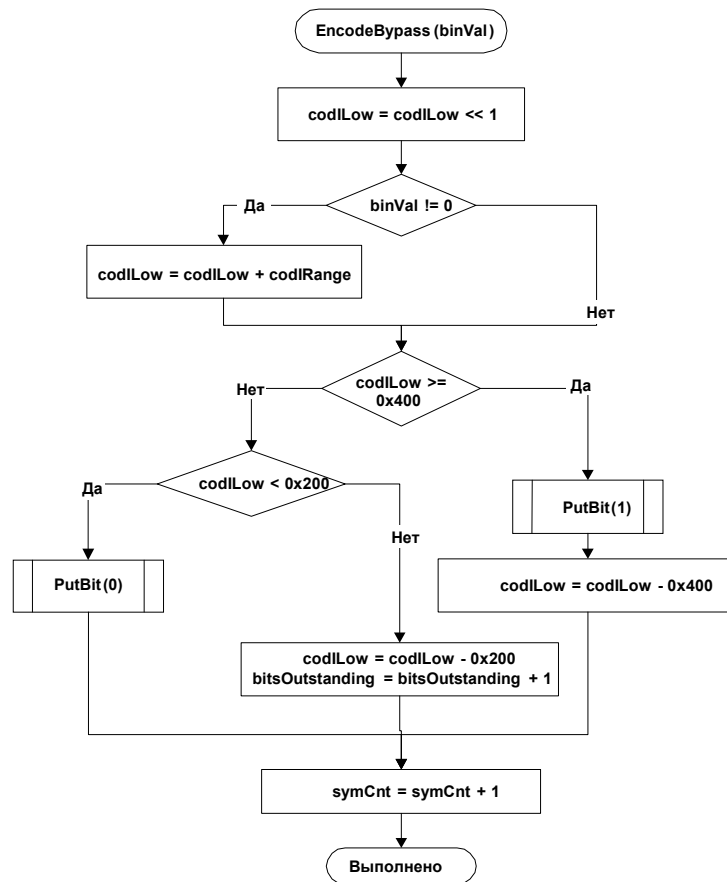 EncodeBypass (binVal)
codILow = codILow << 1
binVal != 0
Да
codILow = codILow + codIRange
Нет
codILow >=
0x400
Нет
Да
codILow < 0x200
Да
PutBit(1)
Нет
PutBit(0)
codILow = codILow - 0x400
codILow = codILow - 0x200
bitsOutstanding = bitsOutstanding + 1
symCnt = symCnt + 1
Выполнено